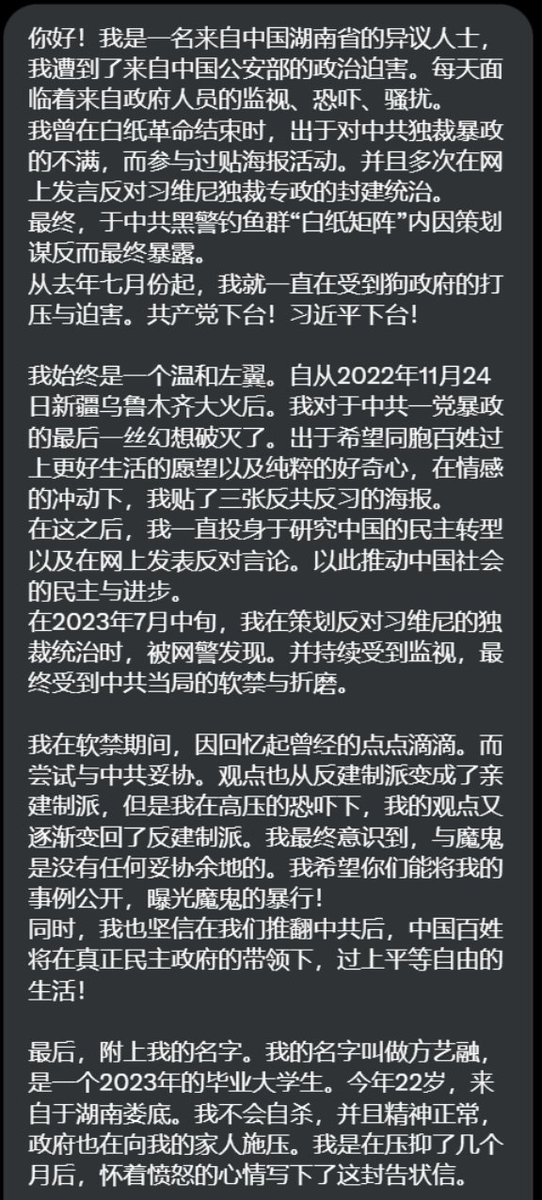 你好！我是一名来自中国湖南省的异议人士，
我遭到了来自中国公安部的政治迫害。每天面
临着来自政府人员的监视、恐吓、骚扰。
我曾在白纸革命结束时，出于对中共独裁暴政
的不满，而参与过贴海报活动。并且多次在网
上发言反对习维尼独裁专政的封建统治。
最终，于中共黑警钓鱼群“白纸矩阵”内因策划
谋反而最终暴露。
从去年七月份起，我就一直在受到狗政府的打
压与迫害。共产党下台！习近平下台！
我始终是一个温和左翼。自从2022年11月24
日新疆乌鲁木齐大火后。我对于中共一党暴政
的最后一丝幻想破灭了。出于希望同胞百姓过
上更好生活的愿望以及纯粹的好奇心，在情感
的冲动下，我贴了三张反共反习的海报。
在这之后，我一直投身于研究中国的民主转型
以及在网上发表反对言论。以此推动中国社会
的民主与进步。
在2023年7月中旬，我在策划反对习维尼的独
裁统治时，被网警发现。并持续受到监视，最
终受到中共当局的软禁与折磨。
我在软禁期间，因回忆起曾经的点点滴滴。而
尝试与中共妥协。观点也从反建制派变成了亲
建制派，但是我在高压的恐吓下，我的观点又
逐渐变回了反建制派。我最终意识到，与魔鬼
是没有任何妥协余地的。我希望你们能将我的
事例公开，曝光魔鬼的暴行！
同时，我也坚信在我们推翻中共后，中国百姓
将在真正民主政府的带领下，过上平等自由的
生活！
最后，附上我的名字。我的名字叫做方艺融，
是一个2023年的毕业大学生。今年22岁，来
自于湖南娄底。我不会自杀，并且精神正常，
政府也在向我的家人施压。我是在压抑了几个
月后，怀着愤怒的心情写下了这封告状信。